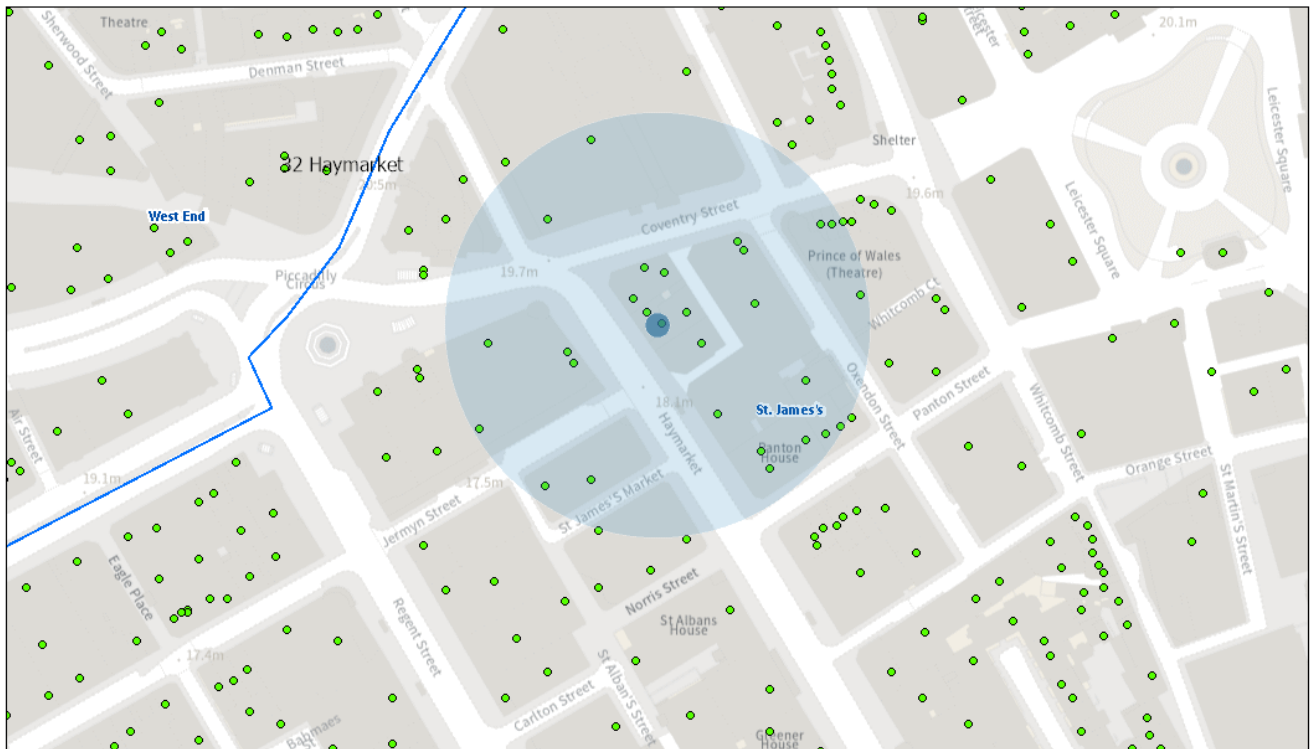 Theatre
20.1m
Sherwood Street
Denman Street
Leicester
Street
Leicester Square
Shelter
32 Haymarket
20.5m
19.6m
West End
Coventry Street
Leicester Square
Piccadilly
Circus
19.7m
Prince of Wales
(Theatre)
Whitcomb Ct
18.1m
St. James's
Oxendon Street
Panton Street
Whitcomb Street
Air Street
Haymarket
Panton
House
Orange Street
19.1m
17.5m
St James'S Market
St Martin'S Street
Jermyn Street
Eagle Place
Norris Street
Regent Street
St Albans
House
17.4m
St Alban'S Street
Carlton Street
Babmaes
St
Greener
House